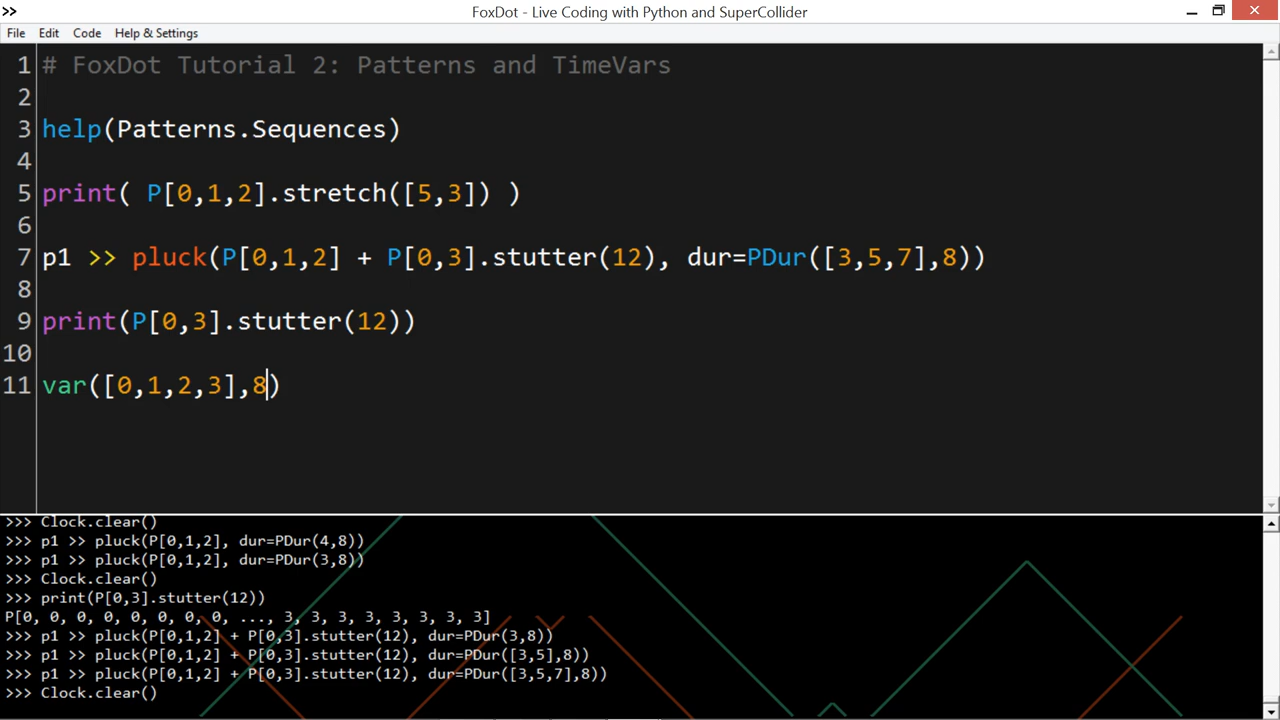 >> FoxDot - Live Coding with Python and SuperCollider
File Edit Code Help & Settings
1 # FoxDot Tutorial 2: Patterns and TimeVars
2
3 help(Patterns.Sequences)
4
5 print( P[0,1,2].stretch([5,3]) )
6
7 p1 >> pluck(P[0,1,2] + P[0,3].stutter(12), dur=PDur([3,5,7],8))
8
9 print(P[0,3].stutter(12))
10
11 var([0,1,2,3],8)
>>> Clock.clear()
>>> p1 >> pluck(P[0,1,2], dur=PDur(4,8))
>>> p1 >> pluck(P[0,1,2], dur=PDur(3,8))
>>> Clock.clear()
>>> print(P[0,3].stutter(12))
P[0, 0, 0, 0, 0, 0, 0, 0, ..., 3, 3, 3, 3, 3, 3, 3, 3]
>>> p1 >> pluck(P[0,1,2] + P[0,3].stutter(12), dur=PDur(3,8))
>>> p1 >> pluck(P[0,1,2] + P[0,3].stutter(12), dur=PDur([3,5],8))
>>> p1 >> pluck(P[0,1,2] + P[0,3].stutter(12), dur=PDur([3,5,7],8))
>>> Clock.clear()